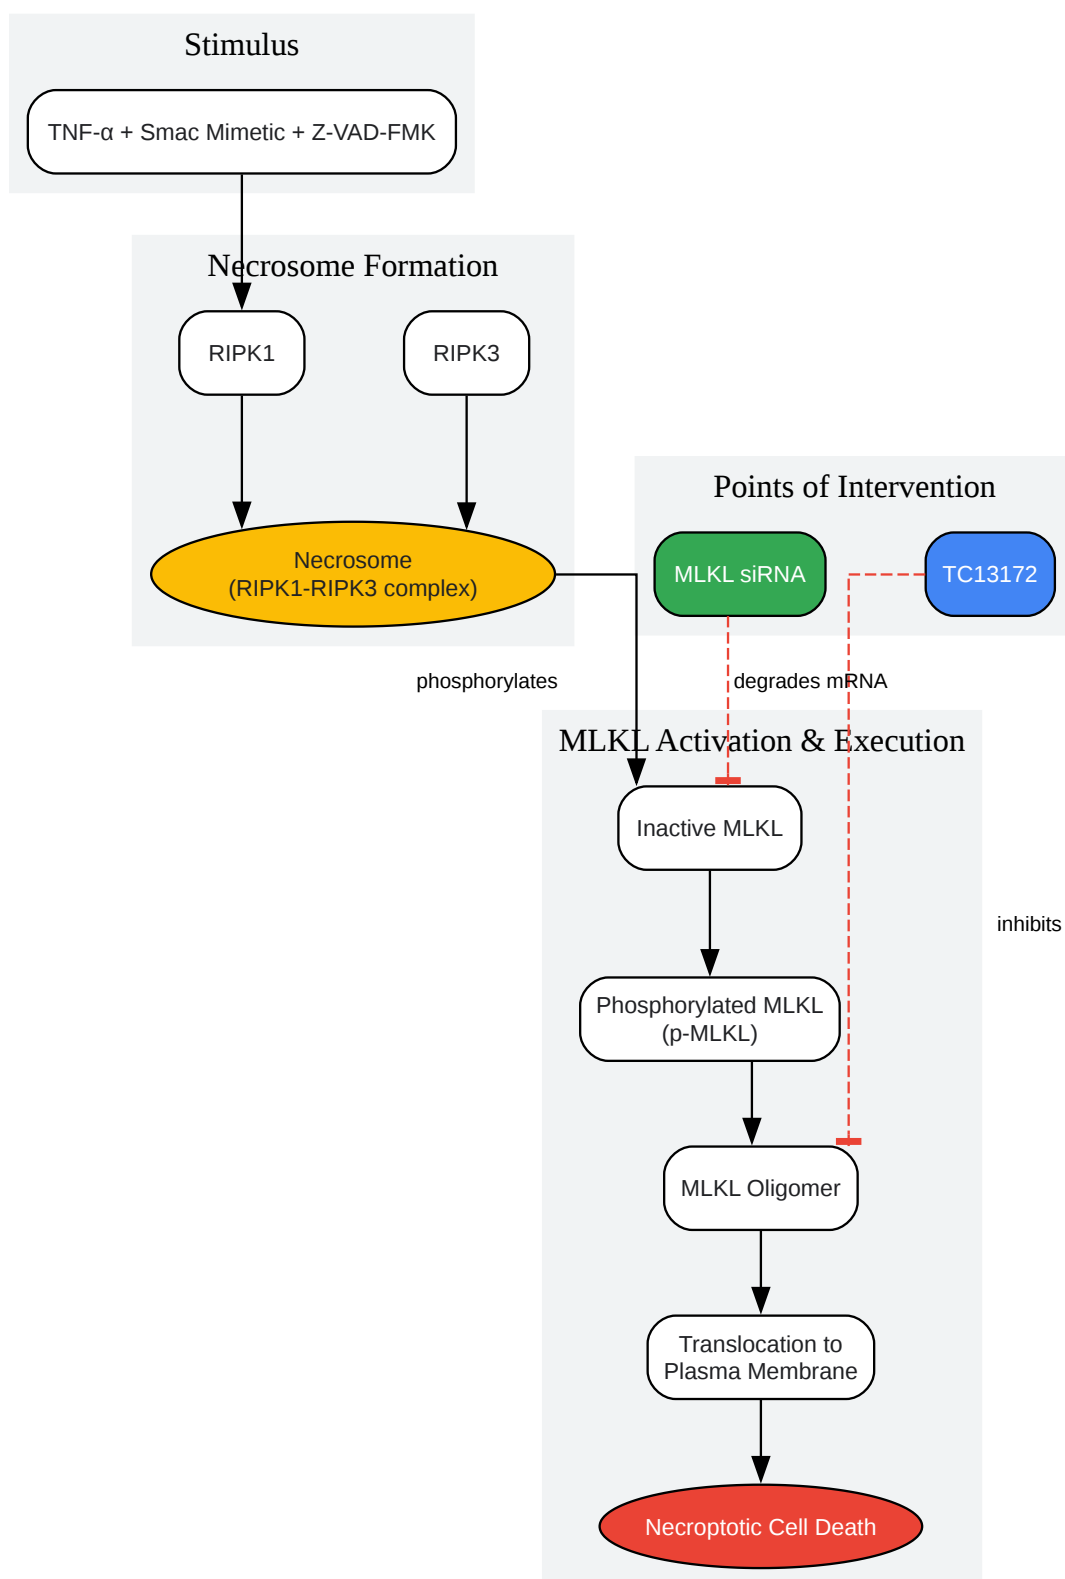 Stimulus
TNF-α + Smac Mimetic + Z-VAD-FMK
Necrosome Formation
RIPK1
RIPK3
Necrosome
(RIPK1-RIPK3 complex)
Points of Intervention
MLKL siRNA
TC13172
phosphorylates
degrades mRNA
MLKL Activation & Execution
Inactive MLKL
inhibits
Phosphorylated MLKL
(p-MLKL)
MLKL Oligomer
Translocation to
Plasma Membrane
Necroptotic Cell Death